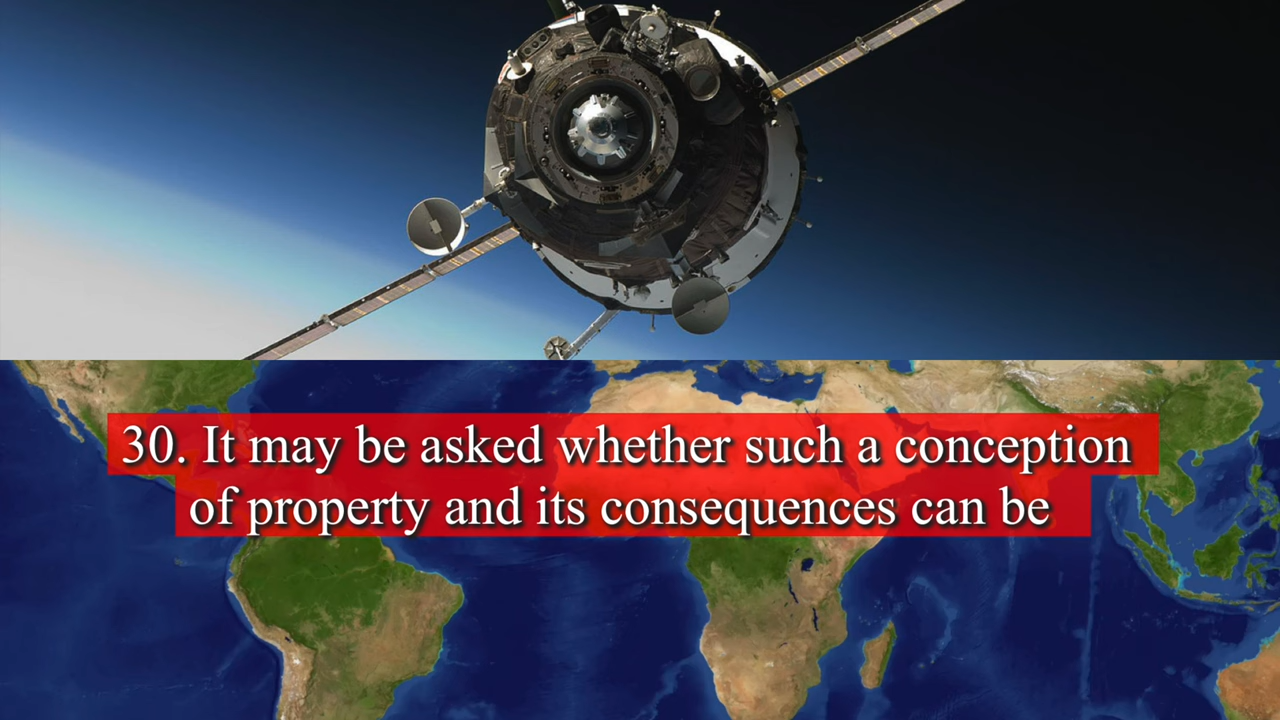 30. It may be asked whether such a conception
of property and its consequences can be